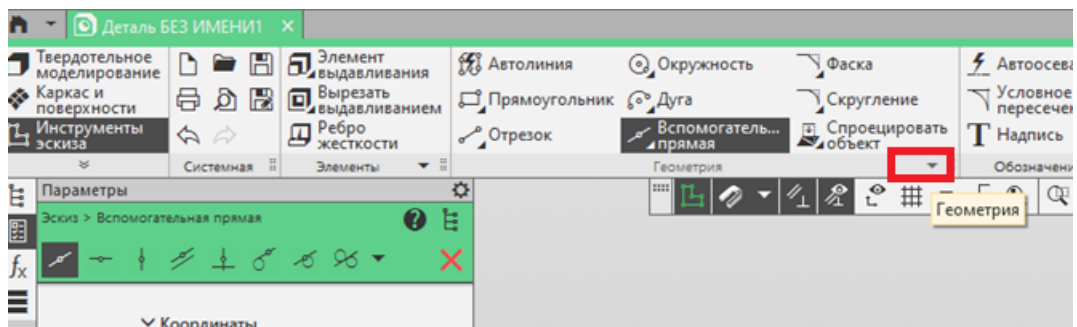 Деталь БЕЗ ИМЕНИ1
Твердотельное
моделирование
Каркас и
поверхности
Инструменты
эскиза
Системная
Элемент
выдавливания
Вырезать
выдавливанием
Ребро
жесткости
Элементы
Автолиния
Окружность
Фаска
Прямоугольник
Дуга
Скругление
Отрезок
Вспомогатель...
прямая
Спроецировать
объект
Геометрия
Автоосева
Условное
пересечен
Надпись
Обозначени
Параметры
Эскиз > Вспомогательная прямая
Геометрия
fx
Координаты